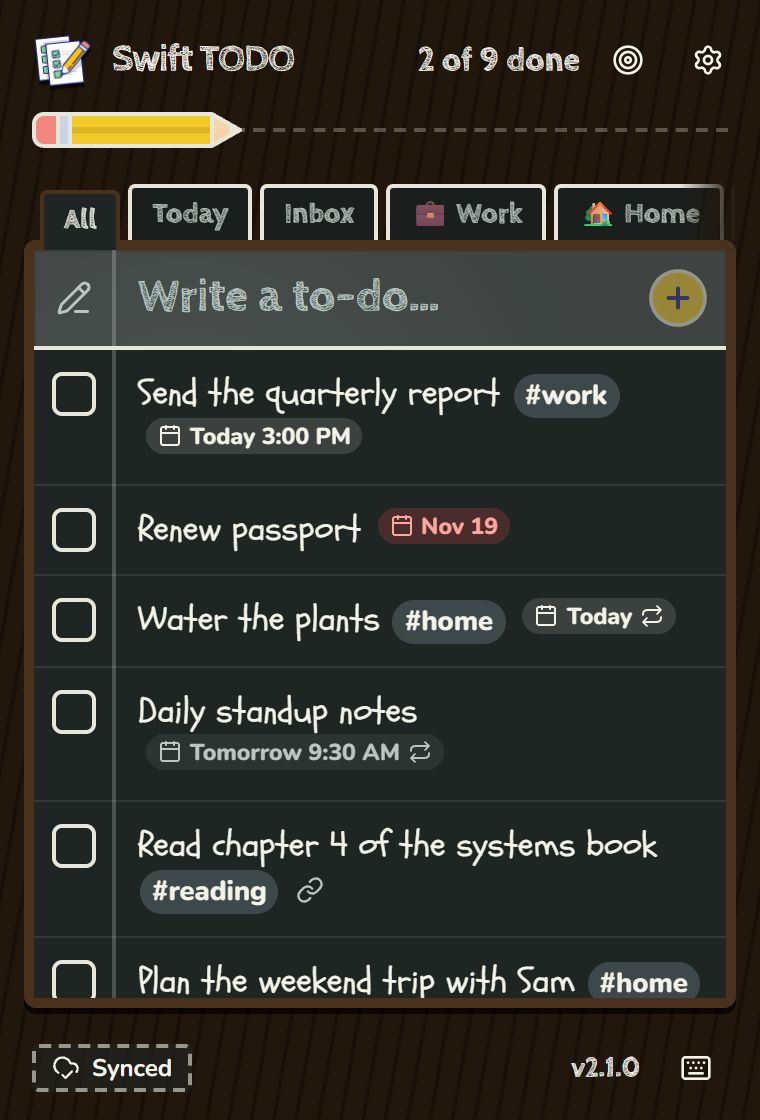 Swift TODO 2 of 9 done
All Today Inbox Work Home
Write a to-do...
Send the quarterly report #work
Today 3:00 PM
Renew passport Nov 19
Water the plants #home Today
Daily standup notes
Tomorrow 9:30 AM
Read chapter 4 of the systems book
#reading
Plan the weekend trip with Sam #home
Synced v2.1.0